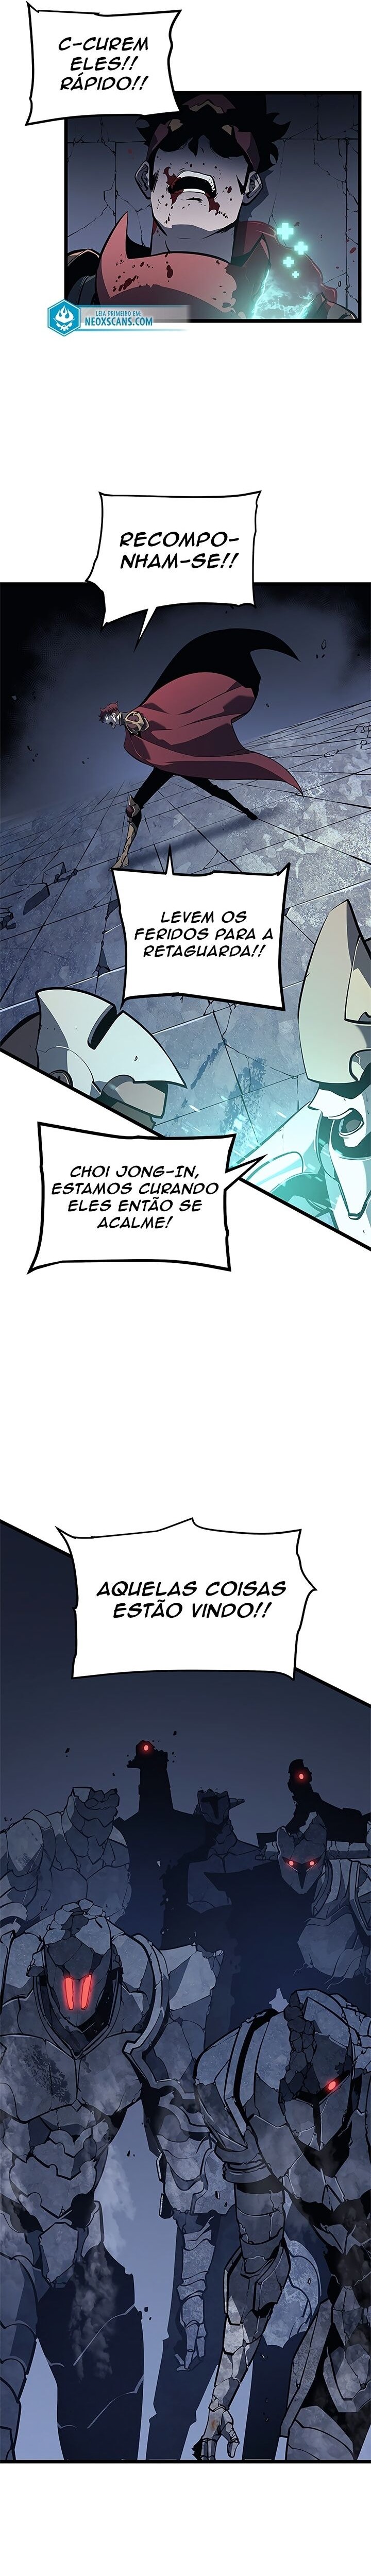 C-CUREM
ELES!!
RÁPIDO!!
LEIA PRIMEIRO EM:
NEOXSCANS.COM
RECOMPO-
NHAM-SE!!
LEVEM OS
FERIDOS PARA A
RETAGUARDA!!
CHOI JONG-IN,
ESTAMOS CURANDO
ELES ENTÃO SE
ACALME!
AQUELAS COISAS
ESTÃO VINDO!!